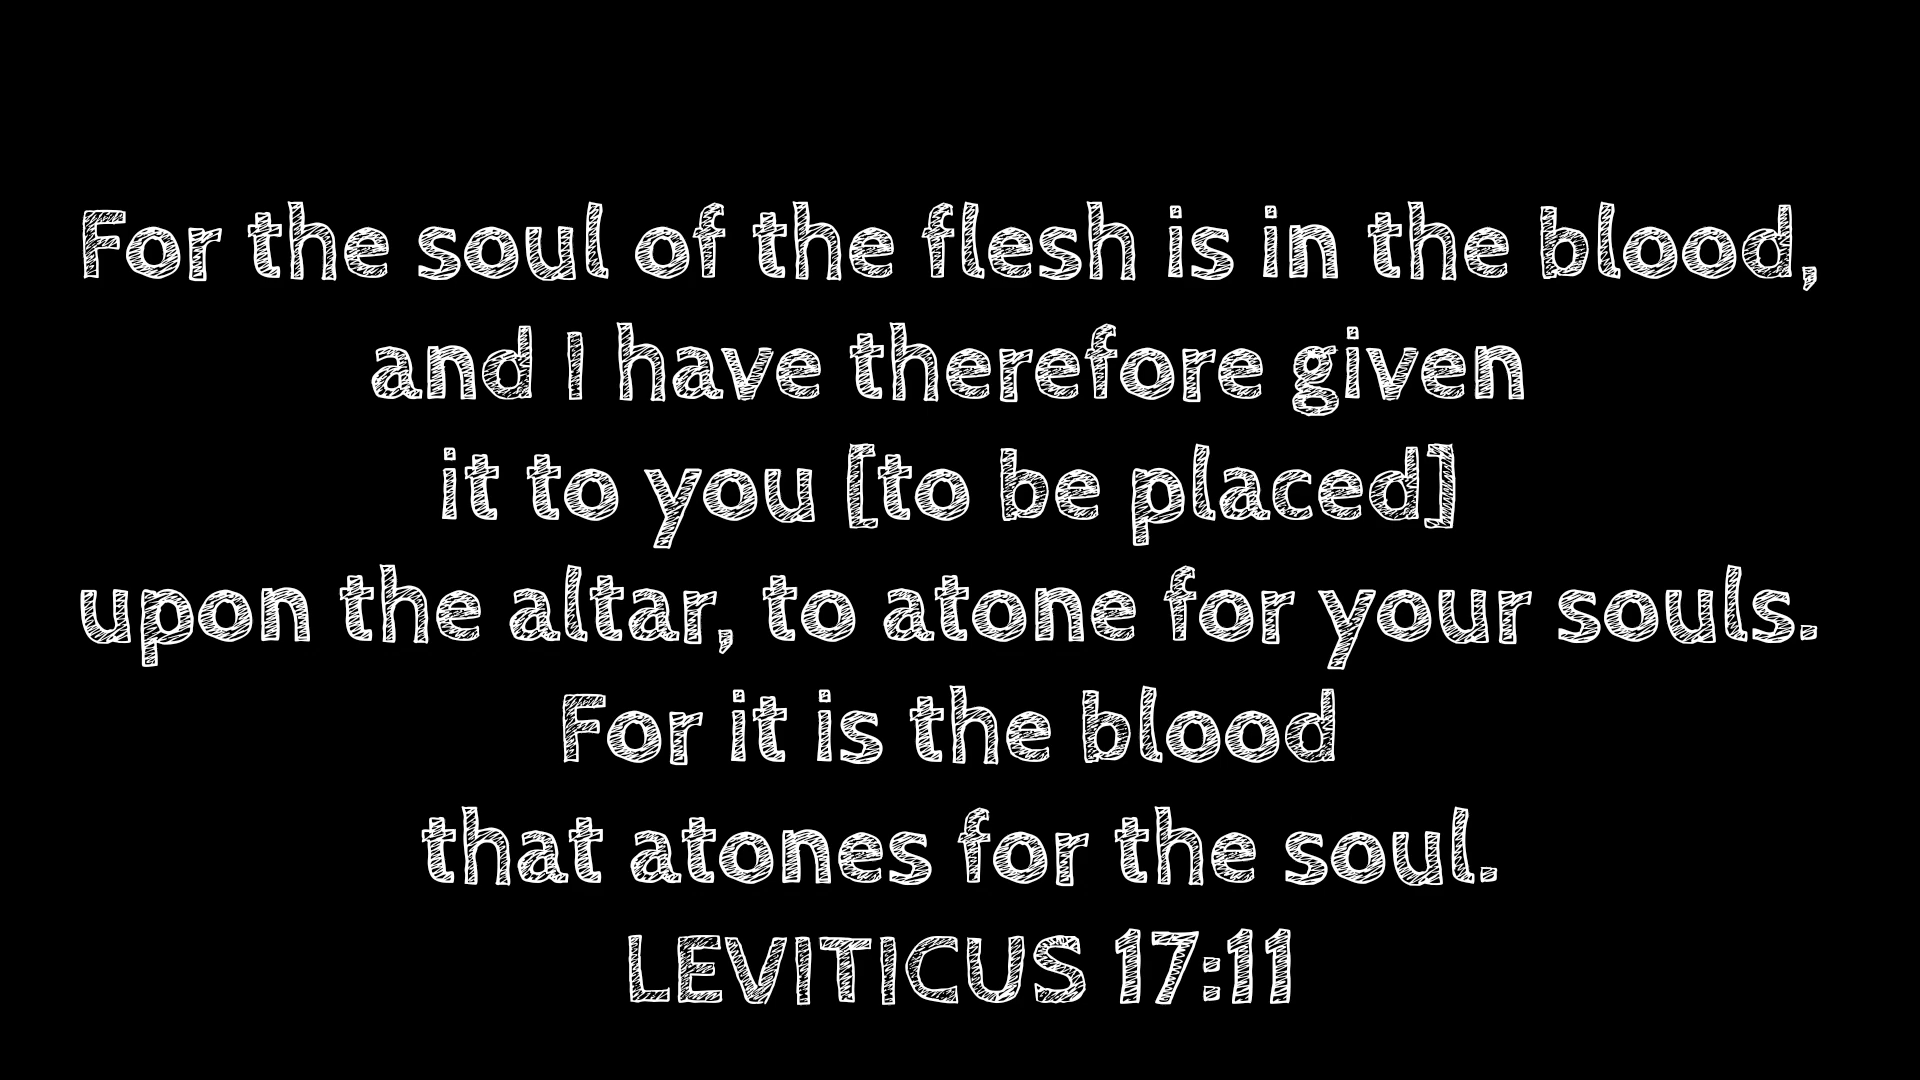 For the soul of the flesh is in the blood,
and I have therefore given
it to you [to be placed]
upon the altar, to atone for your souls.
For it is the blood
that atones for the soul.
LEVITICUS 17:11